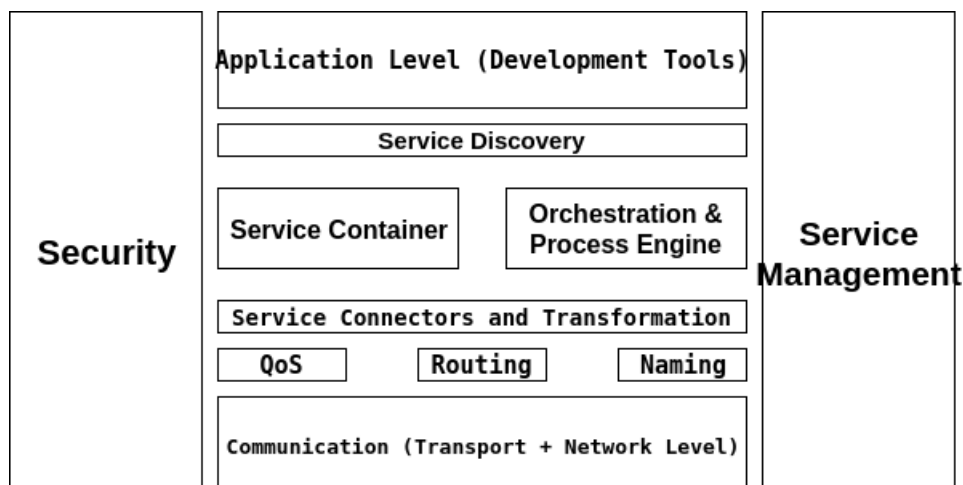 Security
Application Level (Development Tools)
Service Discovery
Service Container
Orchestration &
Process Engine
Service Connectors and Transformation
QoS
Routing
Naming
Communication (Transport + Network Level)
Service
Management